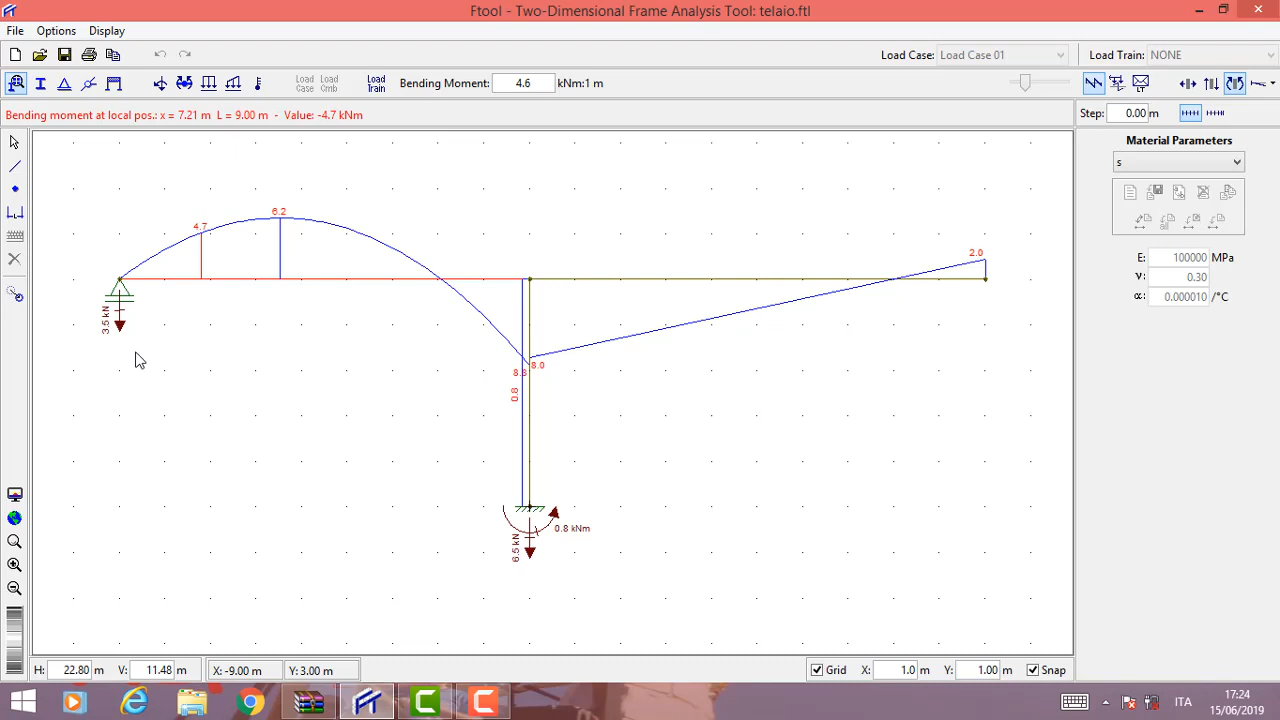 Ftool - Two-Dimensional Frame Analysis Tool: telaio.ftl
File Options Display
Load Case: Load Case 01 Load Train: NONE
Load Case Load Cmb Load Train Bending Moment: 4.6 kNm:1 m
Bending moment at local pos.: x = 7.21 m L = 9.00 m - Value: -4.7 kNm
Step: 0.00 m
Material Parameters
s
E: 100000 MPa
ν: 0.30
α: 0.000010 /°C
6.2
4.7
2.0
3.5 kN
8.0
0.8
0.8 kNm
6.5 kN
H: 22.80 m V: 11.48 m X: -9.00 m Y: 3.00 m Grid X: 1.0 m Y: 1.00 m Snap
ITA
17:24
15/06/2019